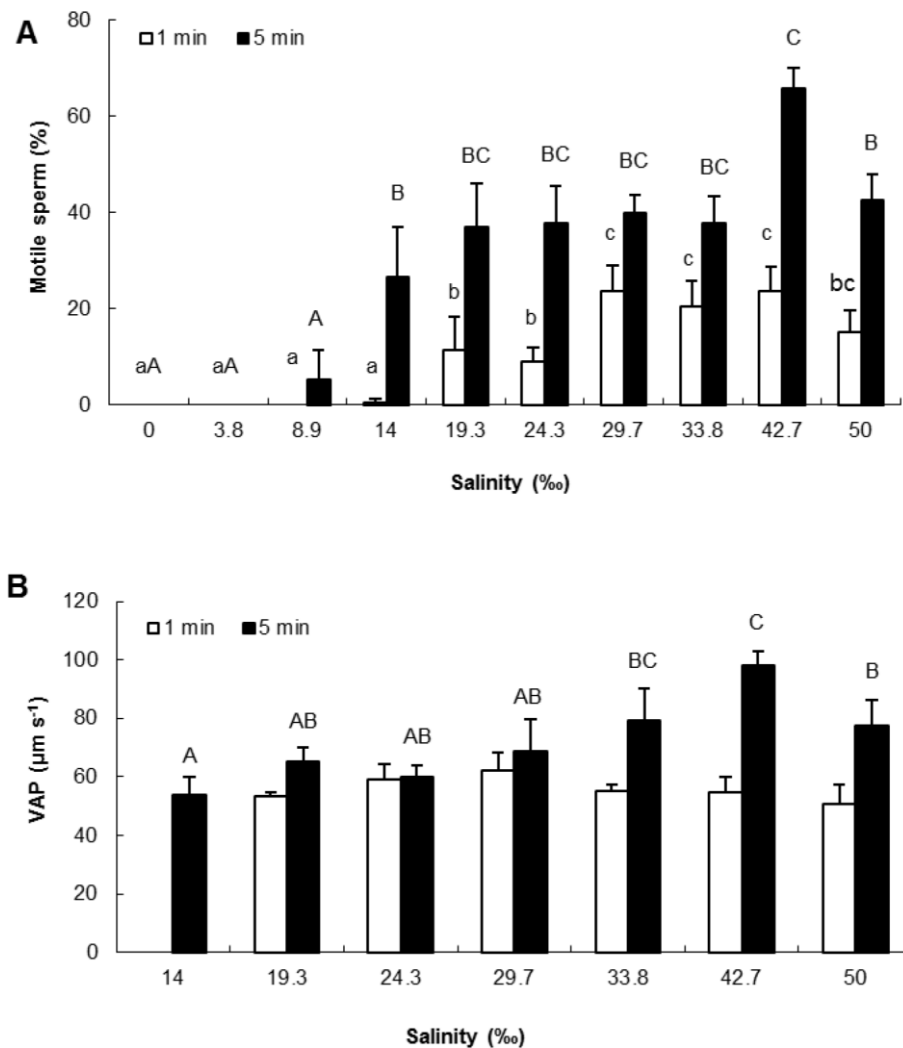 A
1 min 5 min
80
60
40
20
0
Motile sperm (%)
aA aA a A a B b BC b BC c BC c BC c C bc B
0 3.8 8.9 14 19.3 24.3 29.7 33.8 42.7 50
Salinity (‰)
B
1 min 5 min
120
100
80
60
40
20
0
VAP (µm s⁻¹)
A AB AB AB BC C B
14 19.3 24.3 29.7 33.8 42.7 50
Salinity (‰)